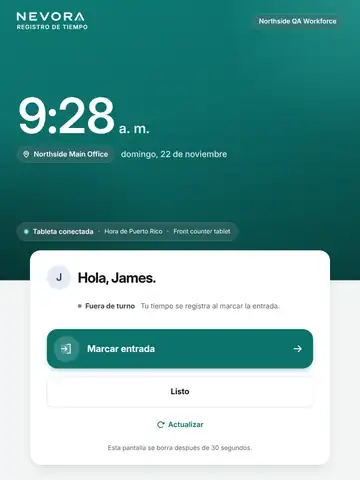 NEVORA
REGISTRO DE TIEMPO
Northside QA Workforce
9:28 a. m.
Northside Main Office
domingo, 22 de noviembre
Tableta conectada · Hora de Puerto Rico · Front counter tablet
J
Hola, James.
Fuera de turno Tu tiempo se registra al marcar la entrada.
Marcar entrada
Listo
Actualizar
Esta pantalla se borra después de 30 segundos.